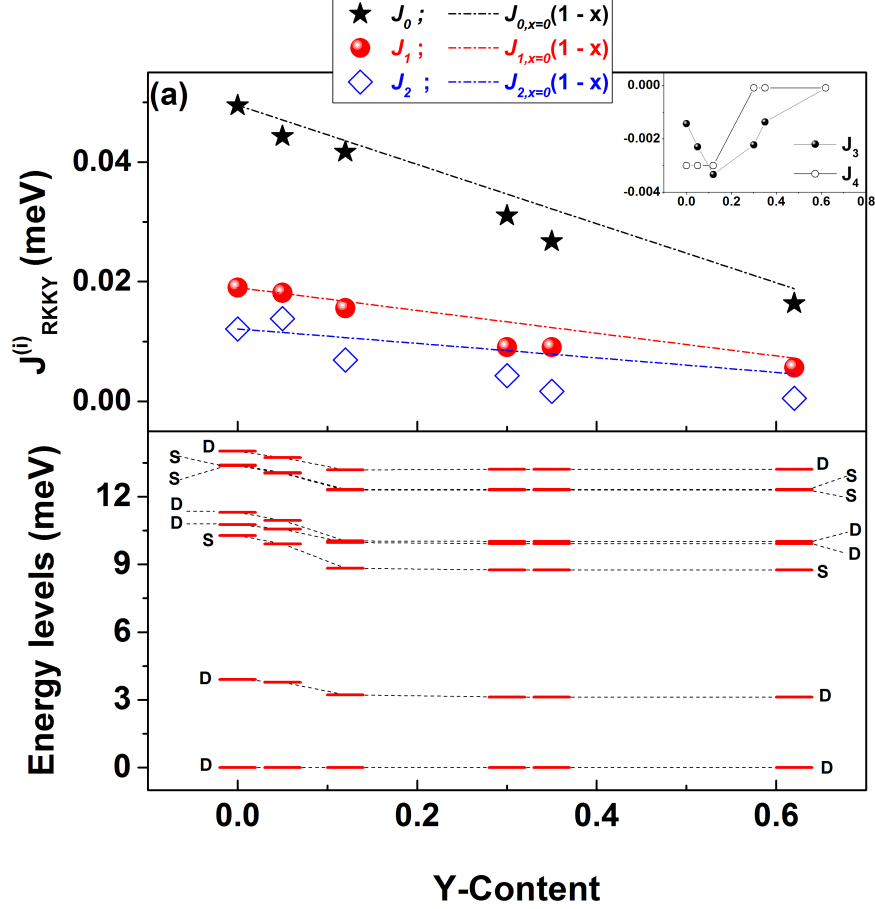 J0 ; J0,x=0(1 - x)
J1 ; J1,x=0(1 - x)
J2 ; J2,x=0(1 - x)
(a)
J(i)RKKY (meV)
0.04
0.02
0.00
0.000
-0.002
-0.004
J3
J4
0.0 0.2 0.4 0.6 0.8
Energy levels (meV)
12
9
6
3
0
D
S
S
D
D
S
D
D
D
S
S
D
D
S
D
D
0.0 0.2 0.4 0.6
Y-Content